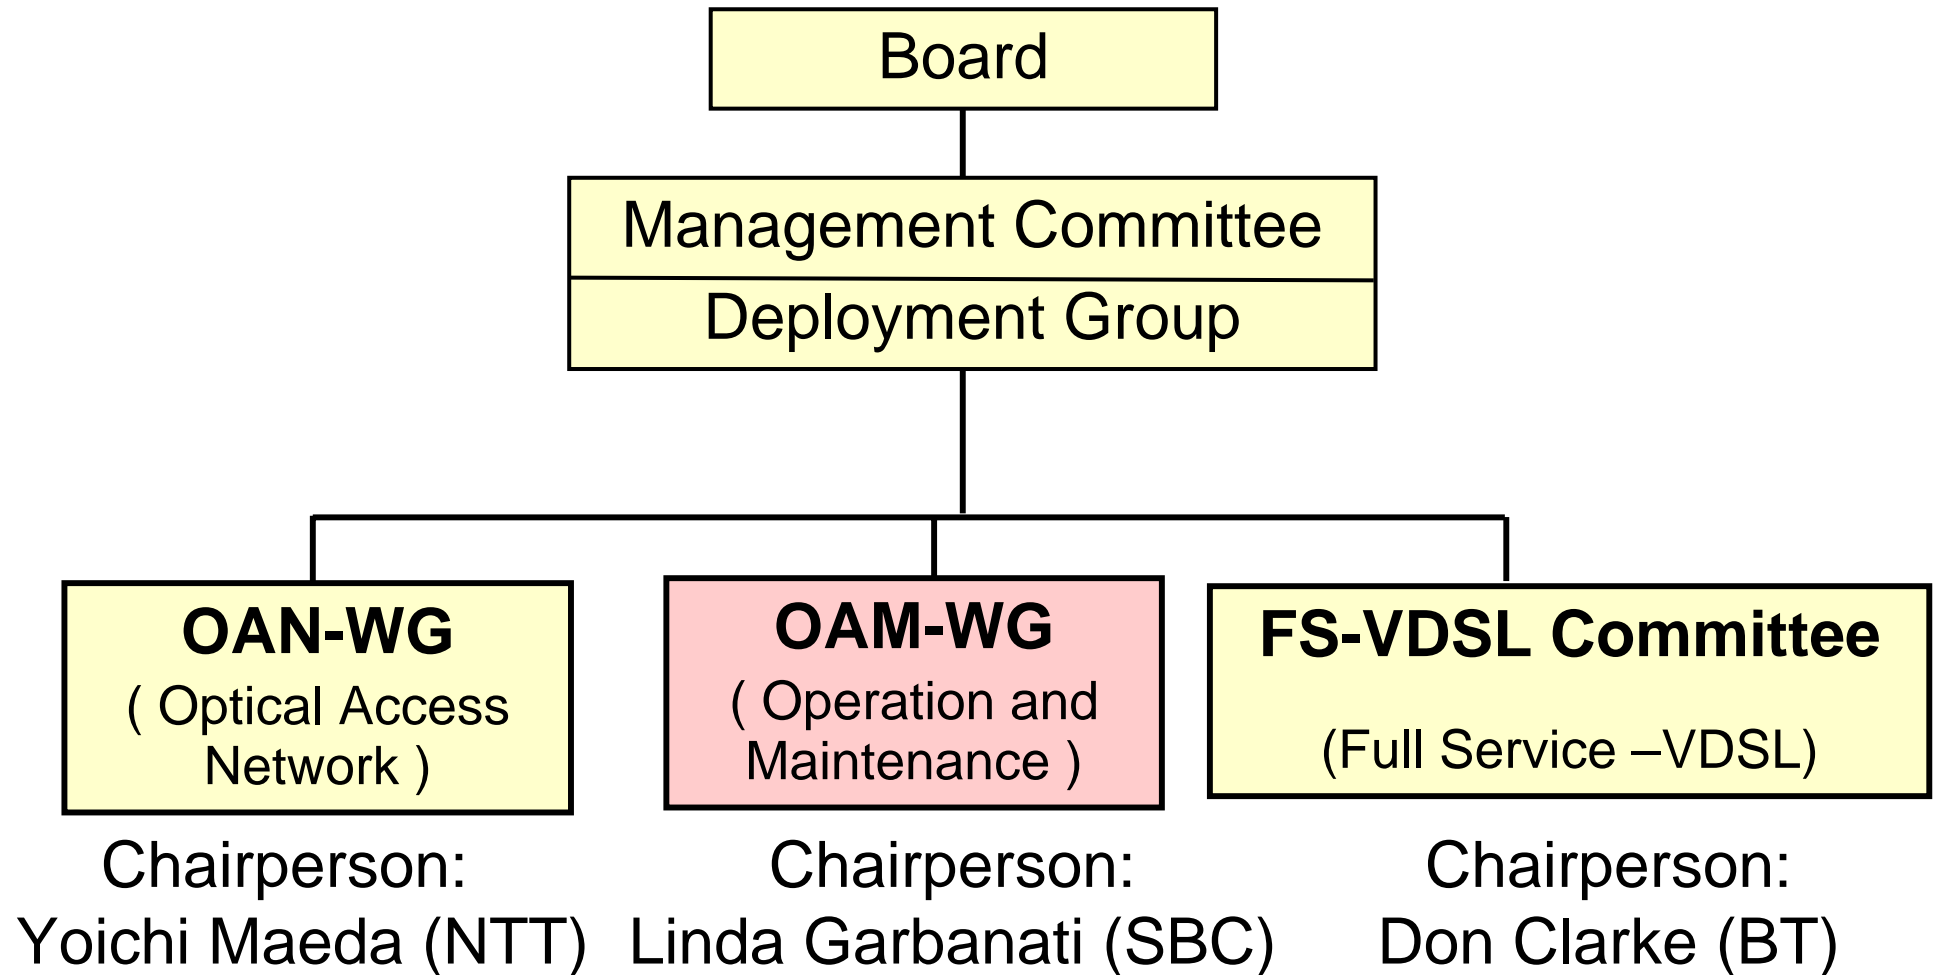 Board
Management Committee
Deployment Group
OAN-WG
( Optical Access
Network )
OAM-WG
( Operation and
Maintenance )
FS-VDSL Committee
(Full Service –VDSL)
Chairperson:
Yoichi Maeda (NTT)
Chairperson:
Linda Garbanati (SBC)
Chairperson:
Don Clarke (BT)